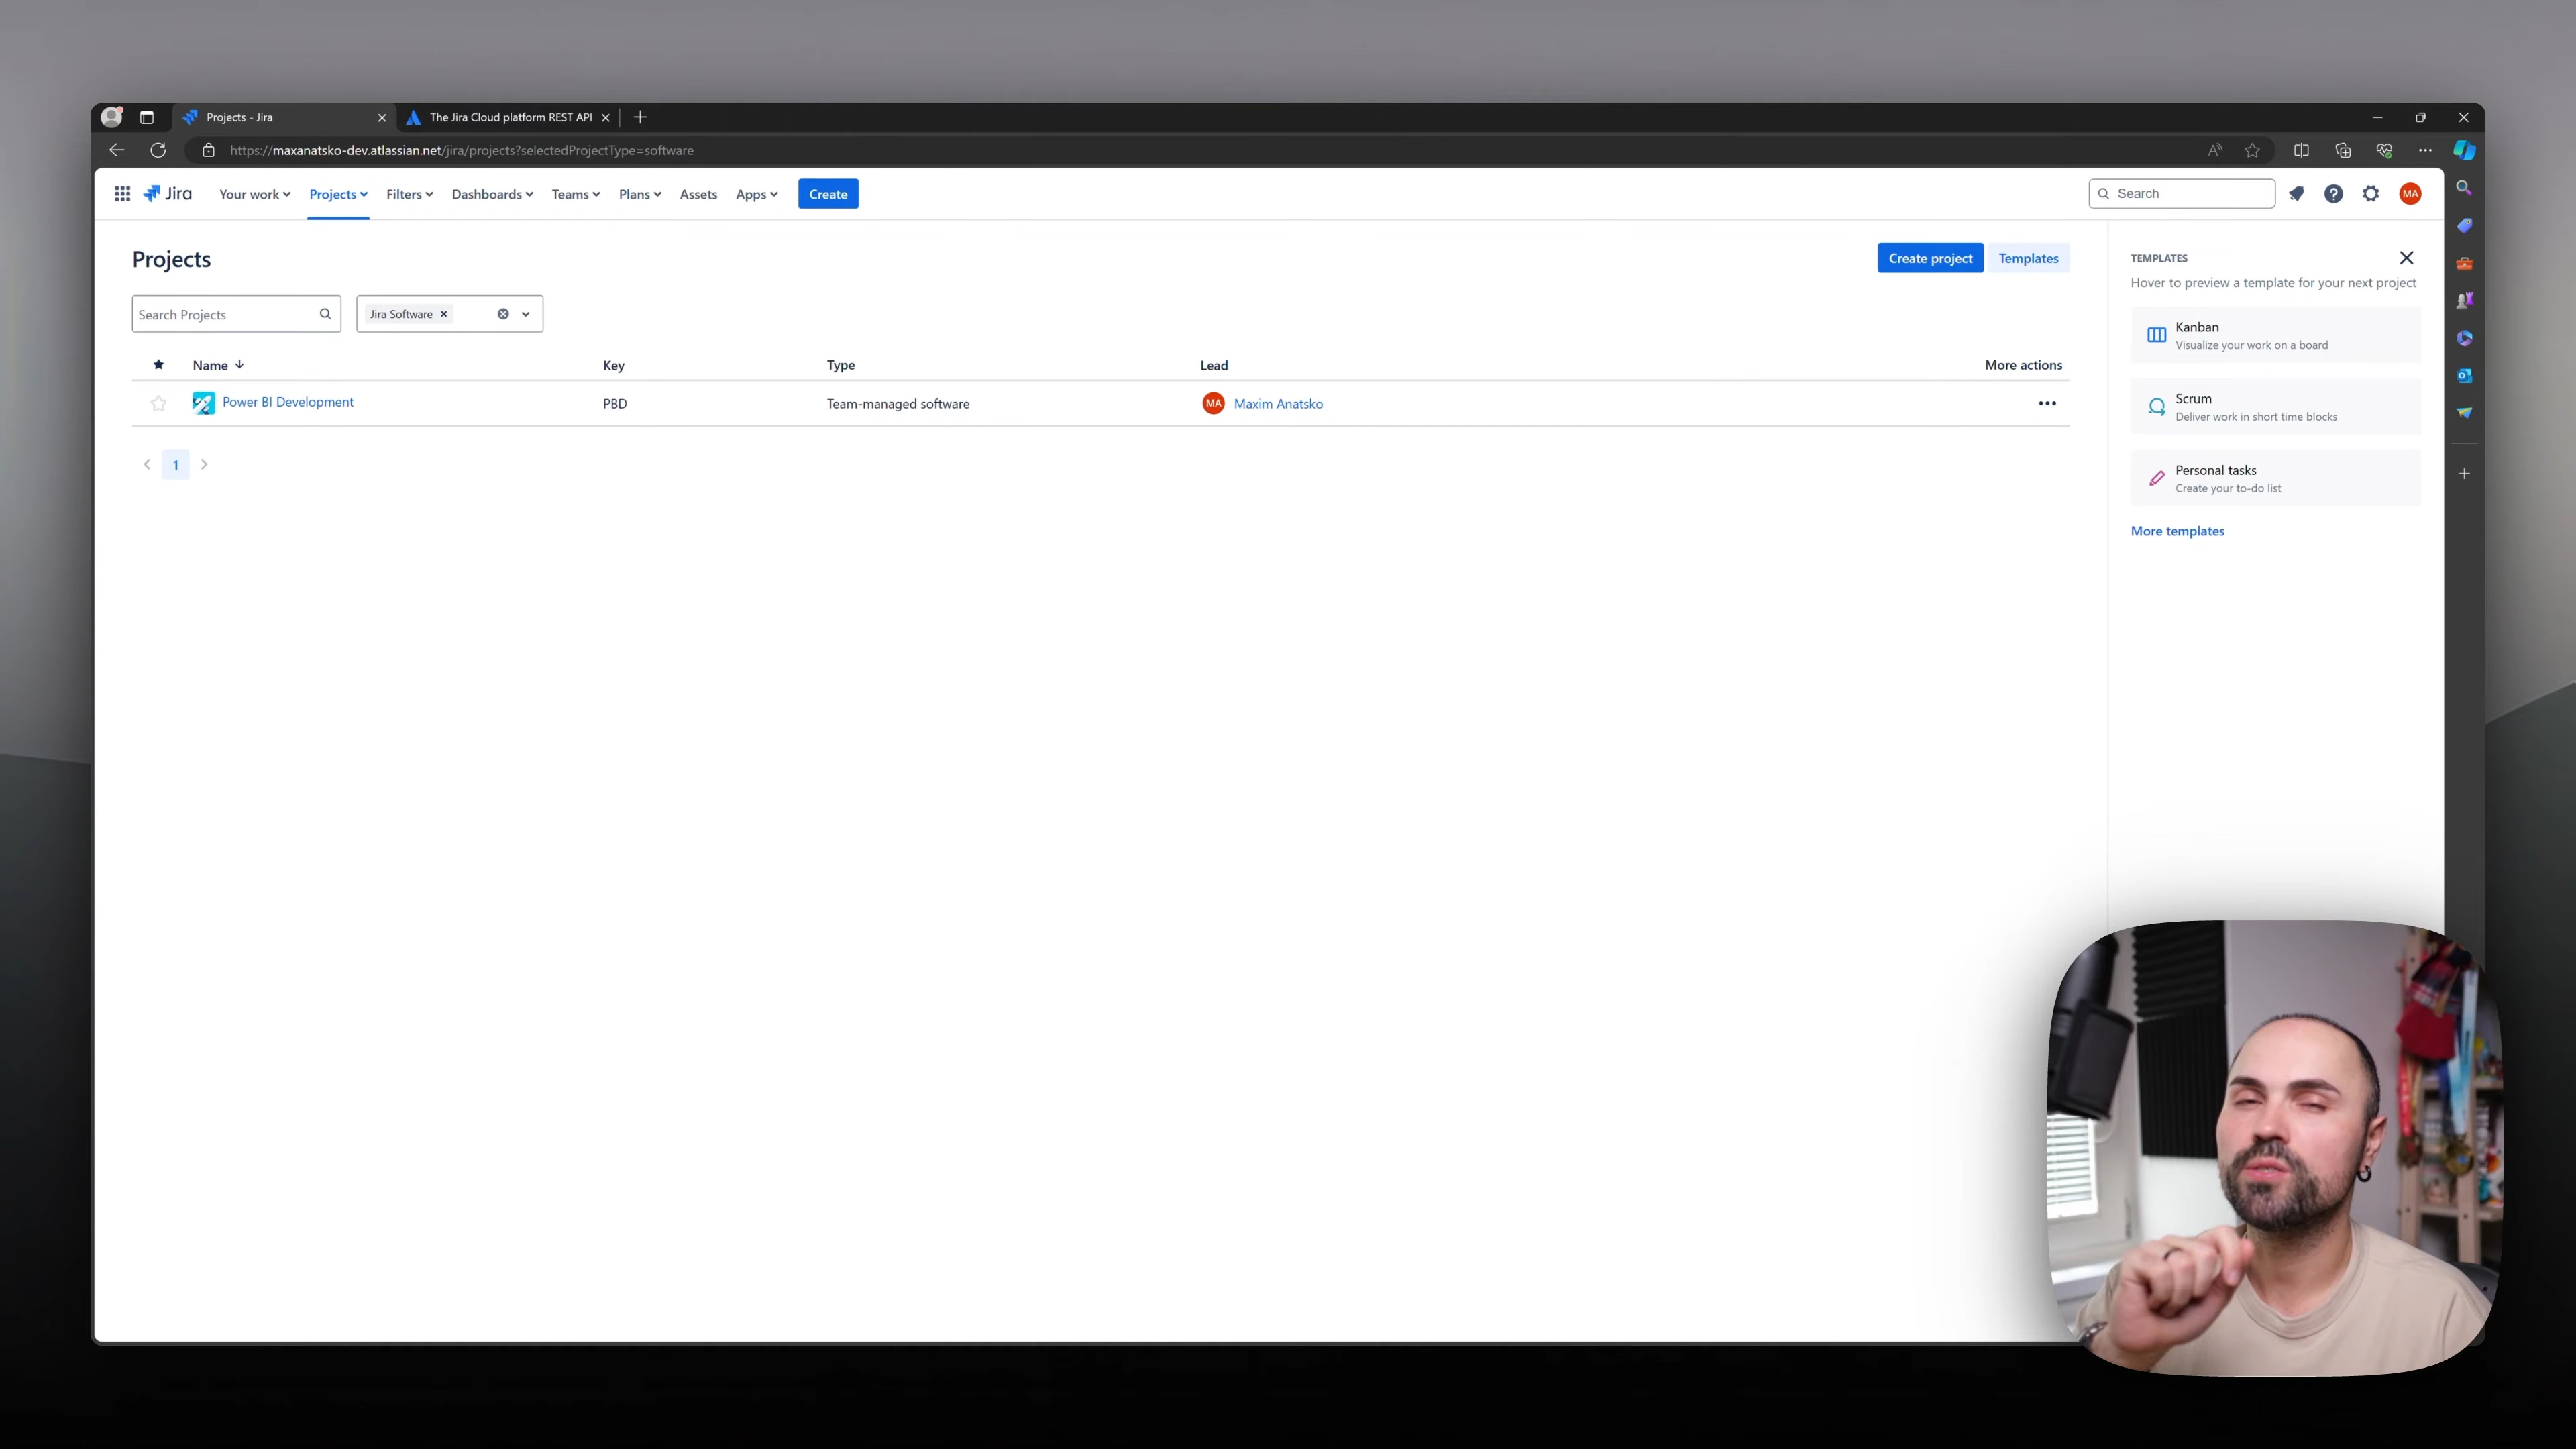 Projects - Jira
The Jira Cloud platform REST API
https://maxanatsko-dev.atlassian.net/jira/projects?selectedProjectType=software
Jira Your work Projects Filters Dashboards Teams Plans Assets Apps Create Search MA
Projects
Create project Templates
Search Projects
Jira Software
Name Key Type Lead More actions
Power BI Development PBD Team-managed software MA Maxim Anatsko
1
TEMPLATES
Hover to preview a template for your next project
Kanban
Visualize your work on a board
Scrum
Deliver work in short time blocks
Personal tasks
Create your to-do list
More templates